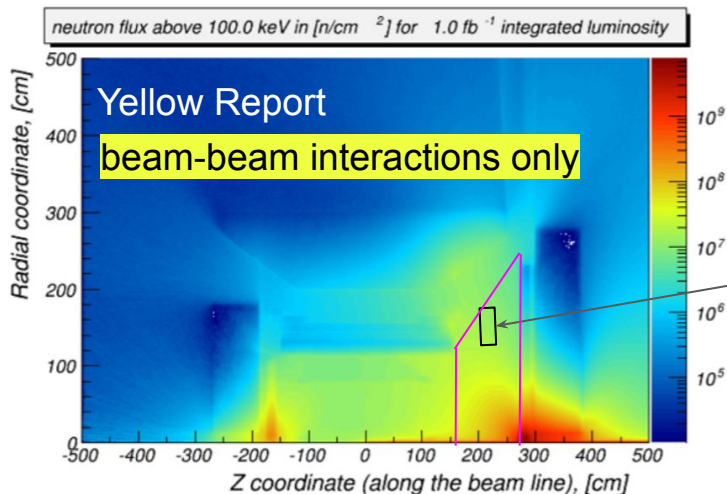 neutron flux above 100.0 keV in [n/cm ²] for 1.0 fb ⁻¹ integrated luminosity
Radial coordinate, [cm]
500
400
300
200
100
0
Yellow Report
beam-beam interactions only
10⁹
10⁸
10⁷
10⁶
10⁵
-500 -400 -300 -200 -100 0 100 200 300 400 500
Z coordinate (along the beam line), [cm]